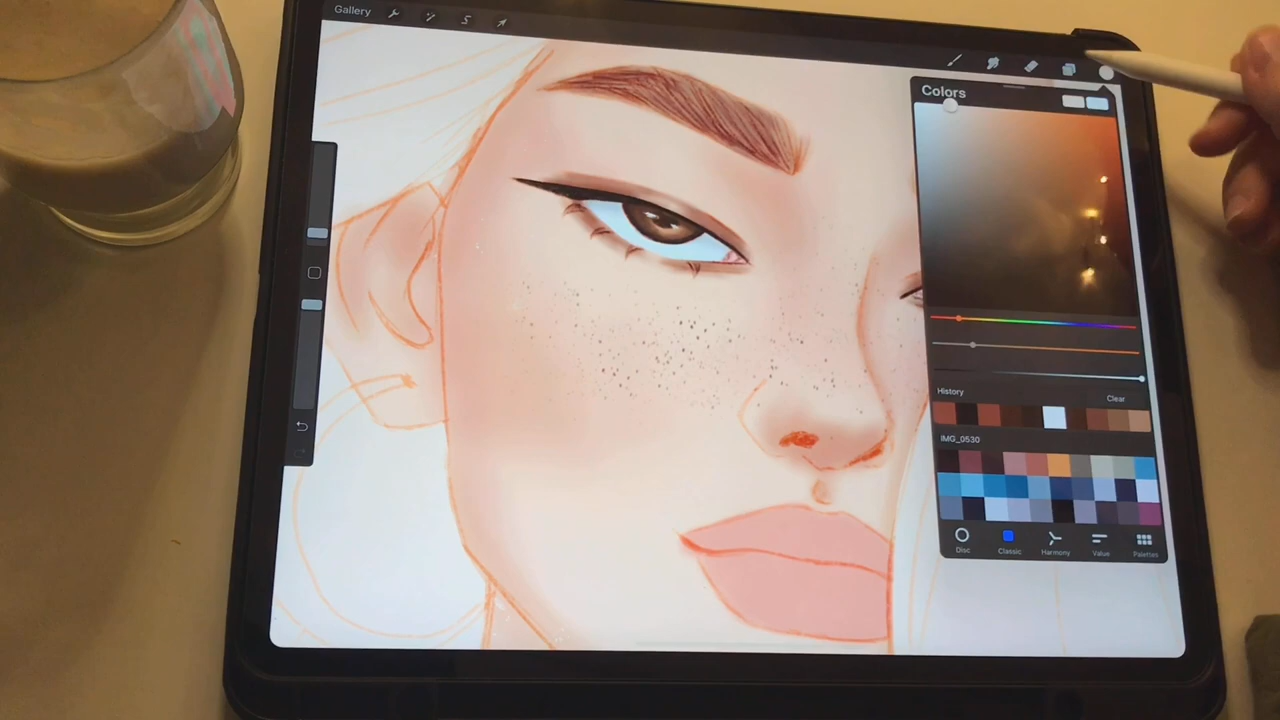 Gallery
Colors
History
Clear
IMG_0530
Disc
Classic
Harmony
Value
Palettes